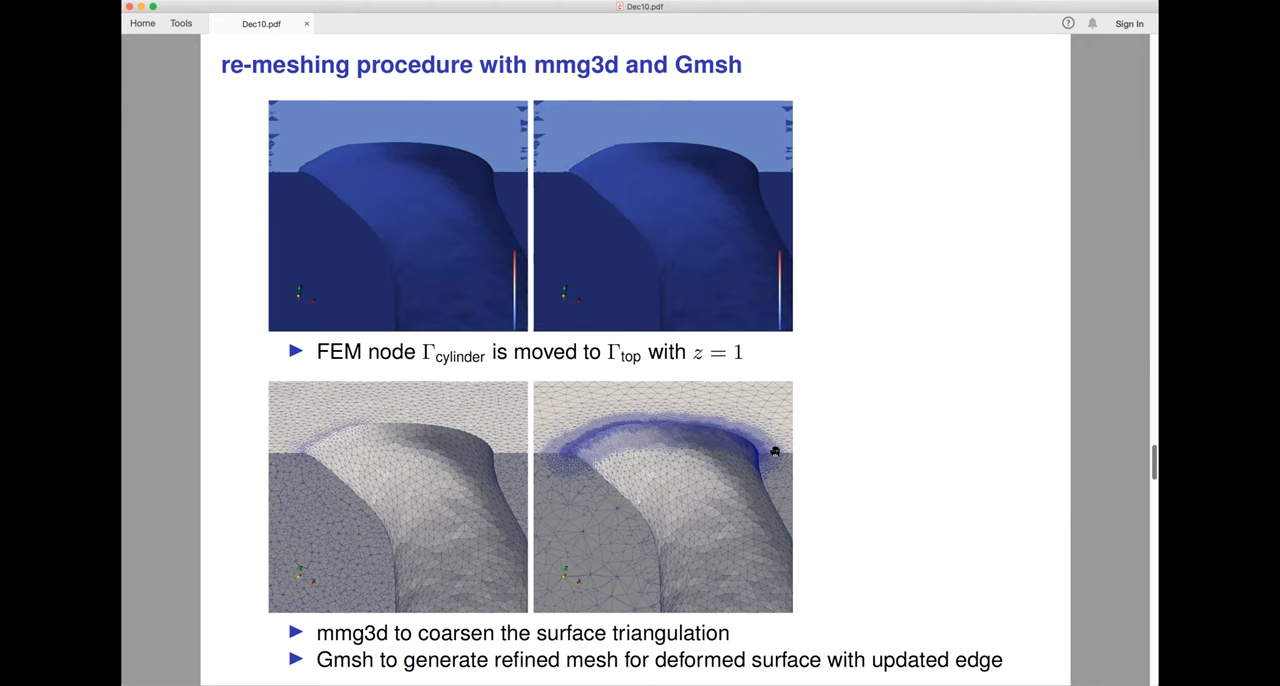 Dec10.pdf
Home Tools Dec10.pdf × ? Sign In
re-meshing procedure with mmg3d and Gmsh
▶ FEM node Γcylinder is moved to Γtop with z = 1
▶ mmg3d to coarsen the surface triangulation
▶ Gmsh to generate refined mesh for deformed surface with updated edge